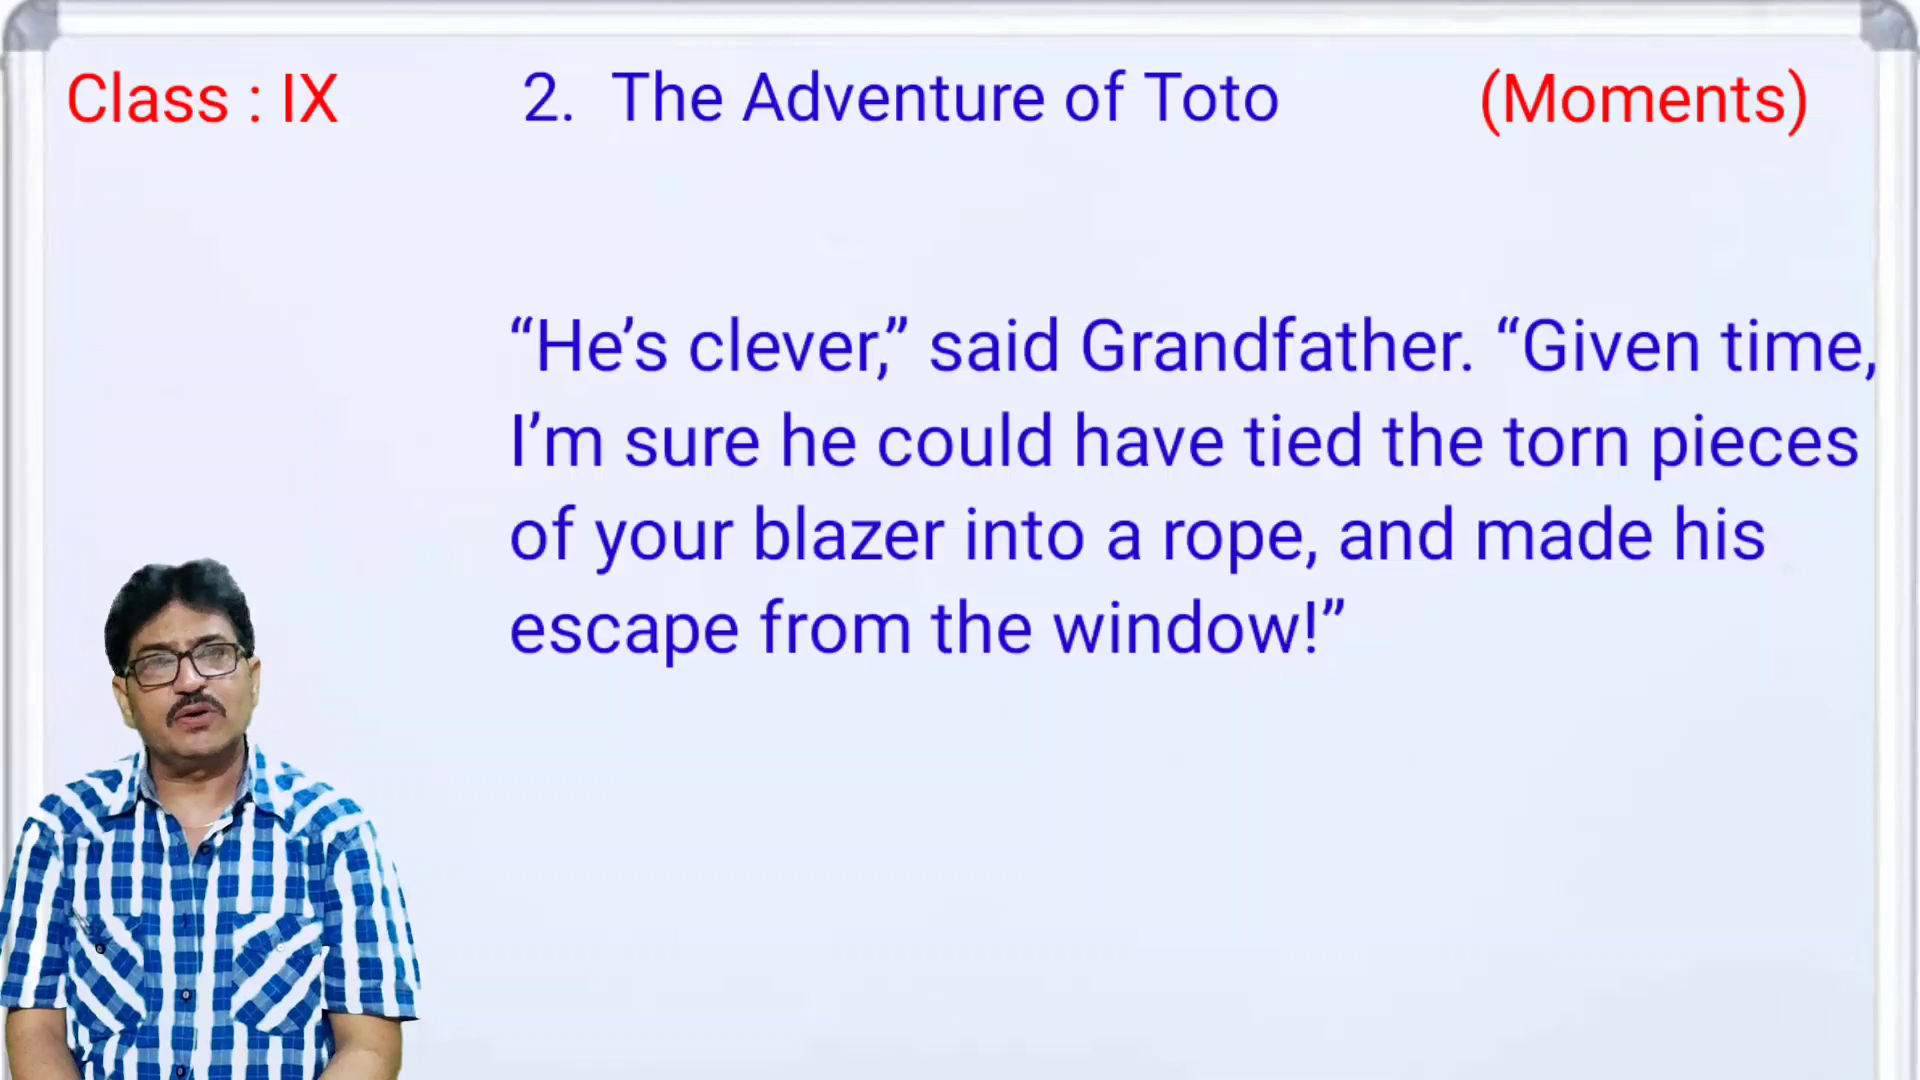 Class : IX 2. The Adventure of Toto (Moments)
“He’s clever,” said Grandfather. “Given time,
I’m sure he could have tied the torn pieces
of your blazer into a rope, and made his
escape from the window!”